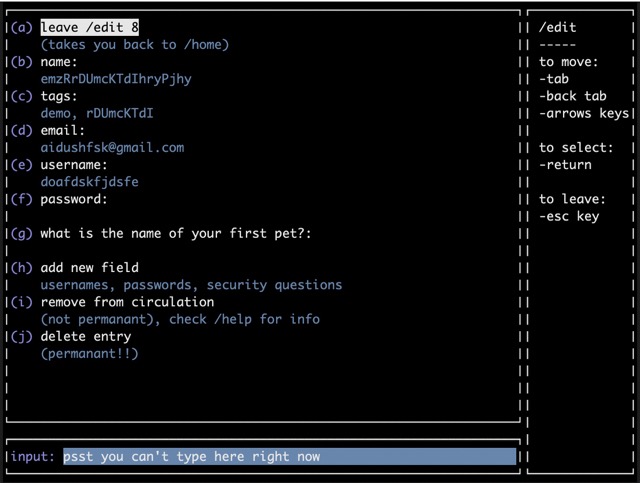 (a) leave /edit 8
(takes you back to /home)
(b) name:
emzRrDUmcKTdIhryPjhy
(c) tags:
demo, rDUmcKTdI
(d) email:
aidushfsk@gmail.com
(e) username:
doafdskfjdsfe
(f) password:
(g) what is the name of your first pet?:
(h) add new field
usernames, passwords, security questions
(i) remove from circulation
(not permanant), check /help for info
(j) delete entry
(permanant!!)
input: psst you can't type here right now
/edit
-----
to move:
-tab
-back tab
-arrows keys
to select:
-return
to leave:
-esc key